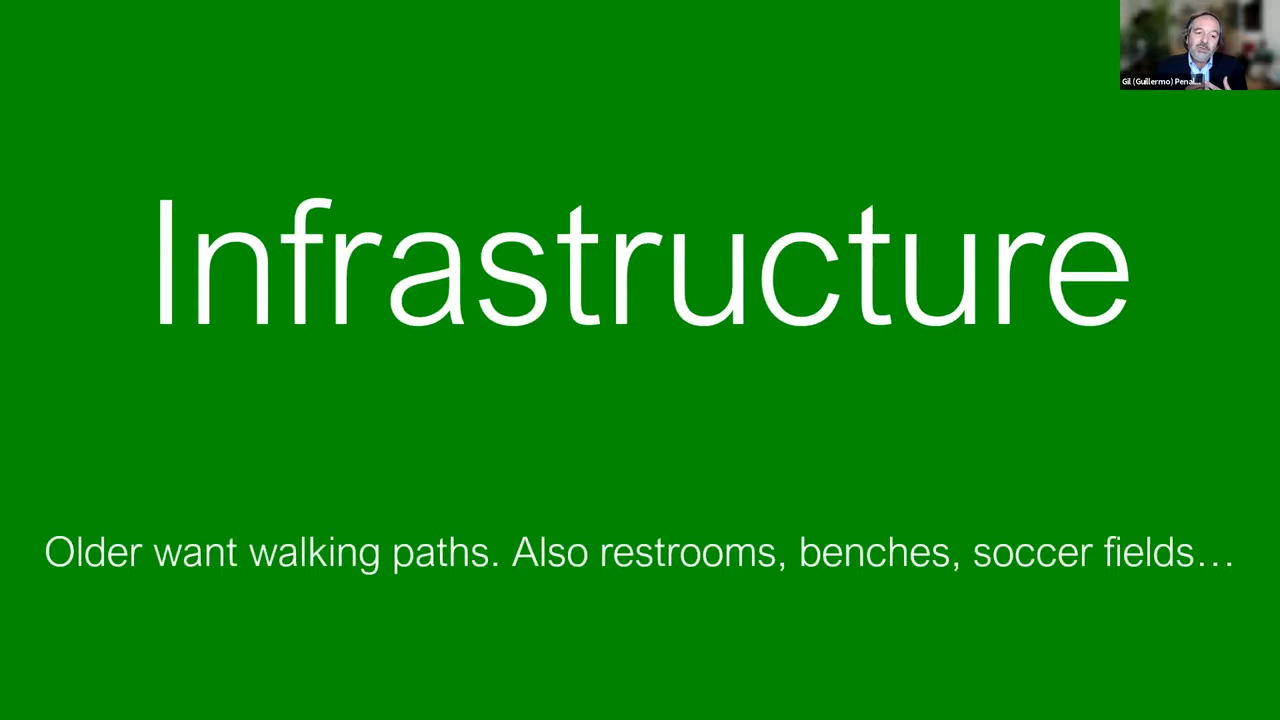 Gil (Guillermo) Penal...
Infrastructure
Older want walking paths. Also restrooms, benches, soccer fields…